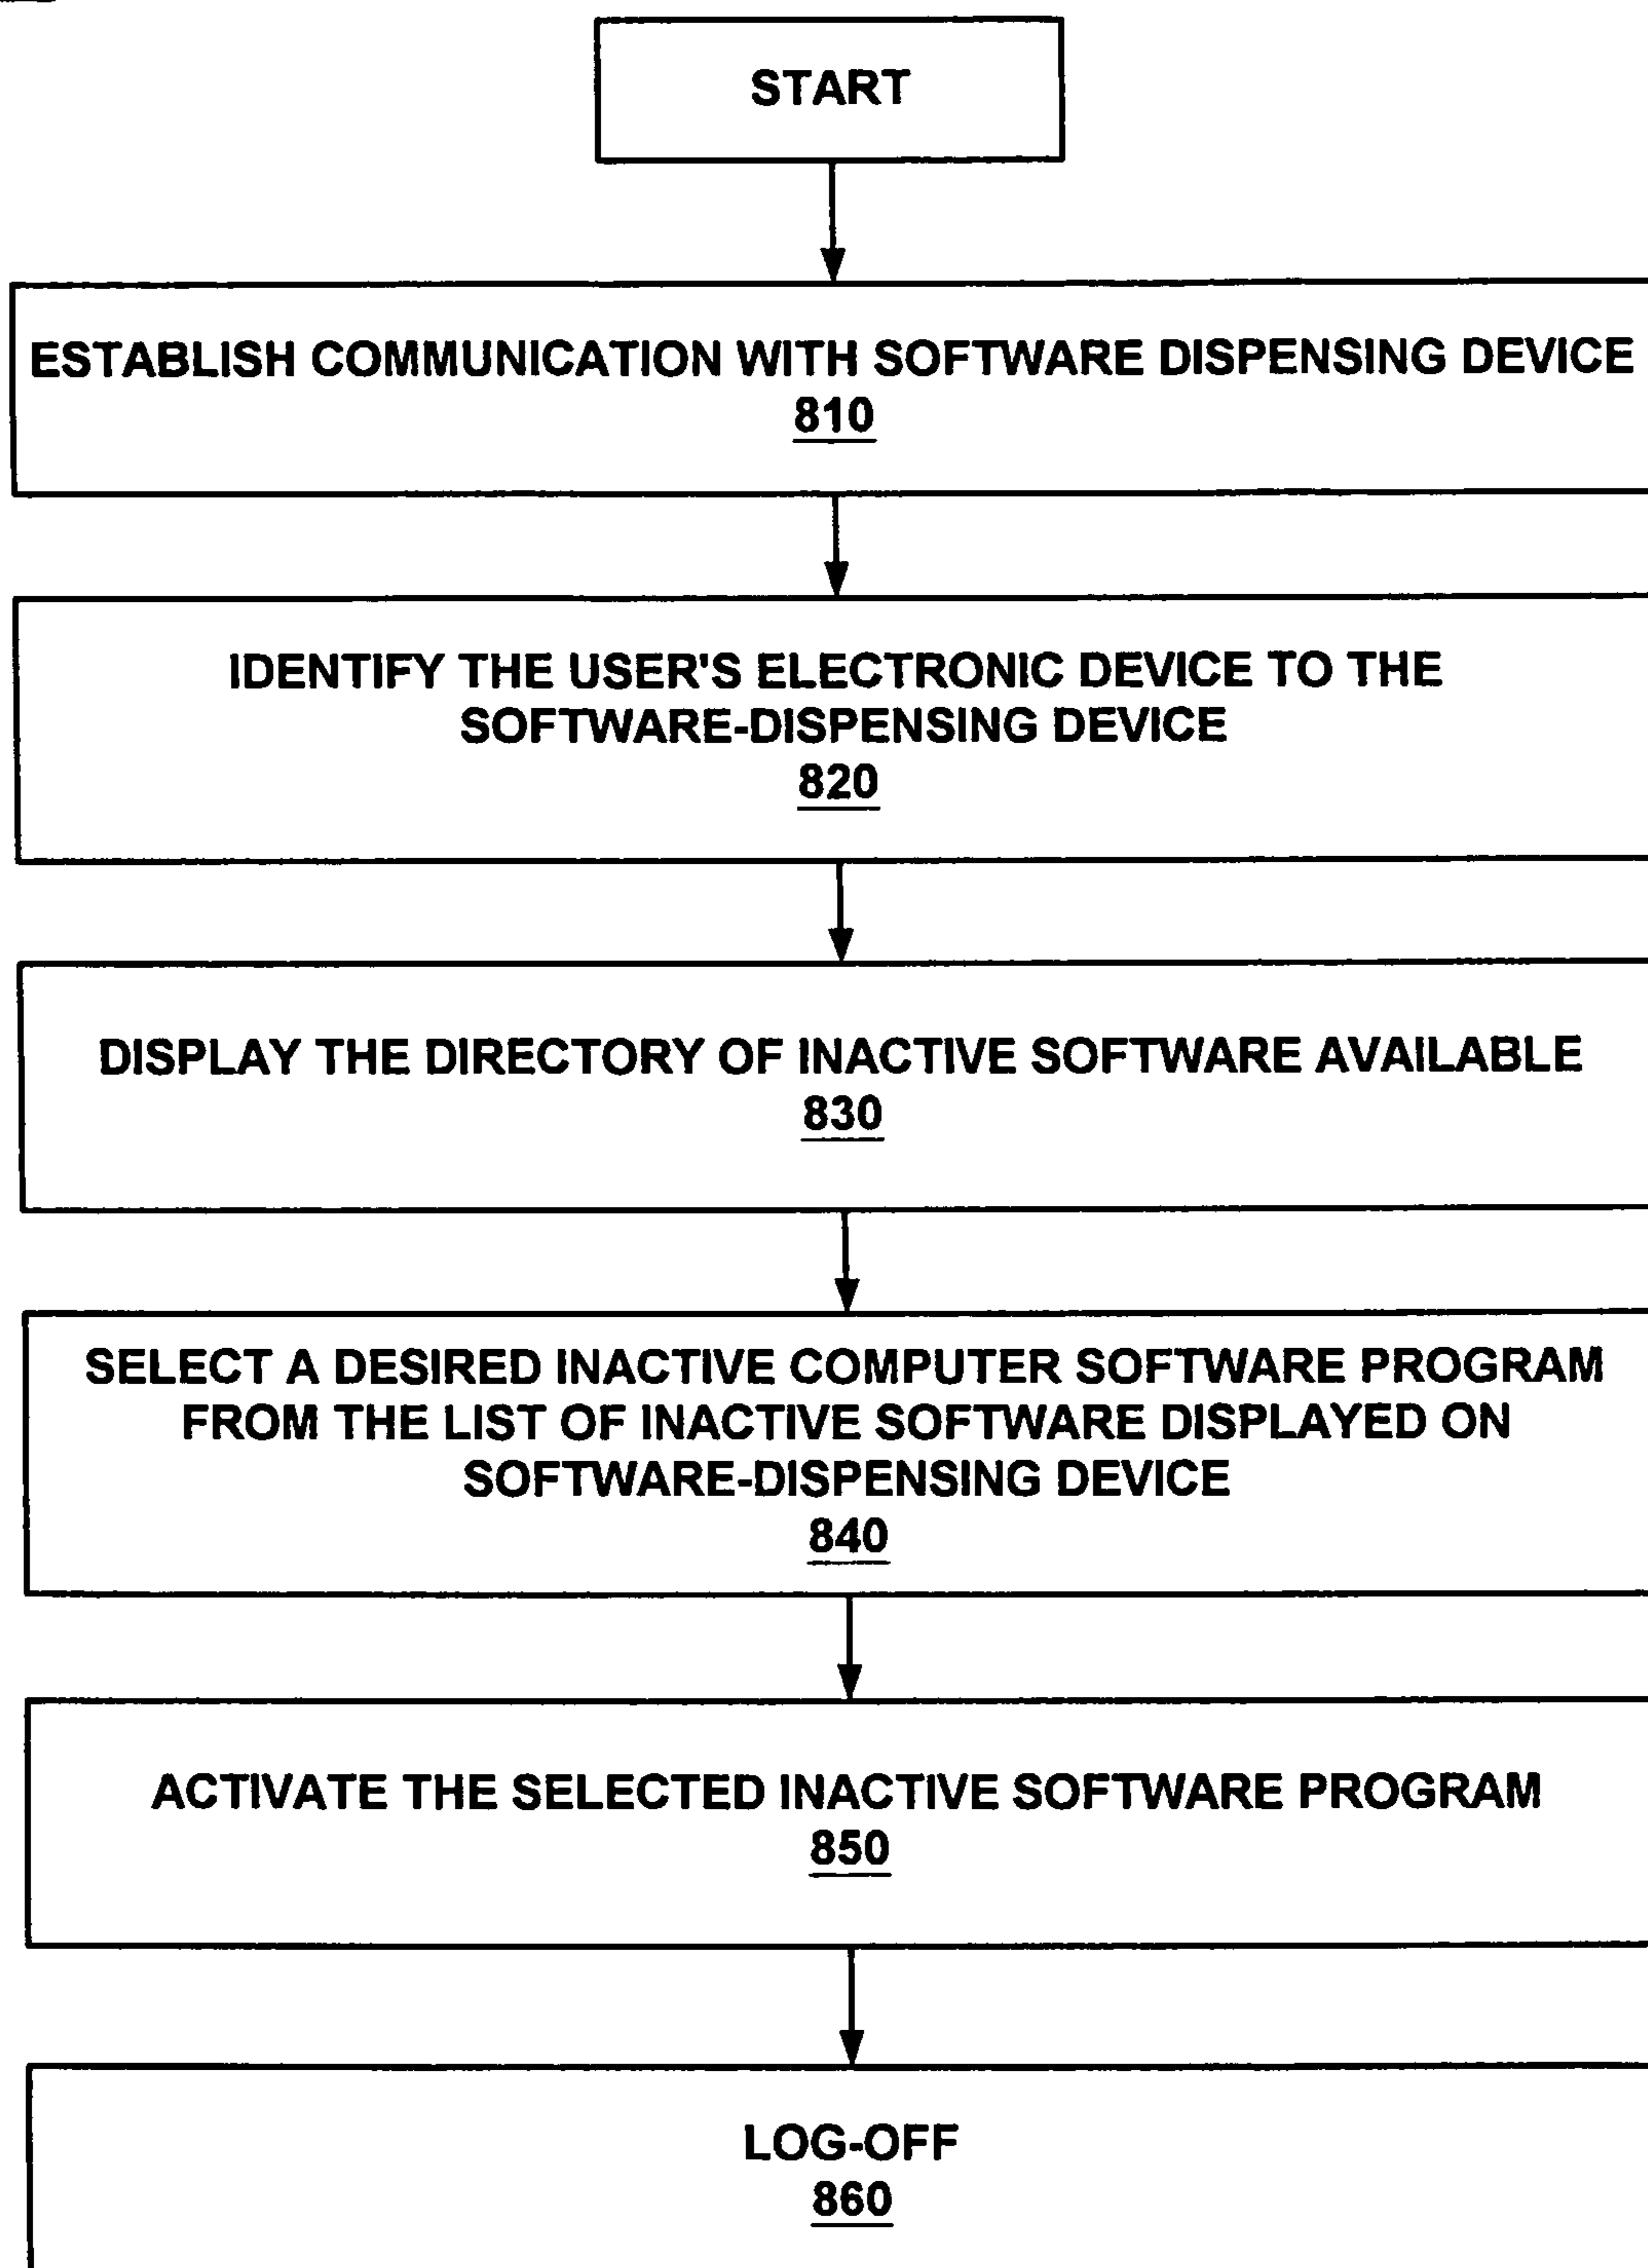 START
ESTABLISH COMMUNICATION WITH SOFTWARE DISPENSING DEVICE
810
IDENTIFY THE USER'S ELECTRONIC DEVICE TO THE
SOFTWARE-DISPENSING DEVICE
820
DISPLAY THE DIRECTORY OF INACTIVE SOFTWARE AVAILABLE
830
SELECT A DESIRED INACTIVE COMPUTER SOFTWARE PROGRAM
FROM THE LIST OF INACTIVE SOFTWARE DISPLAYED ON
SOFTWARE-DISPENSING DEVICE
840
ACTIVATE THE SELECTED INACTIVE SOFTWARE PROGRAM
850
LOG-OFF
860